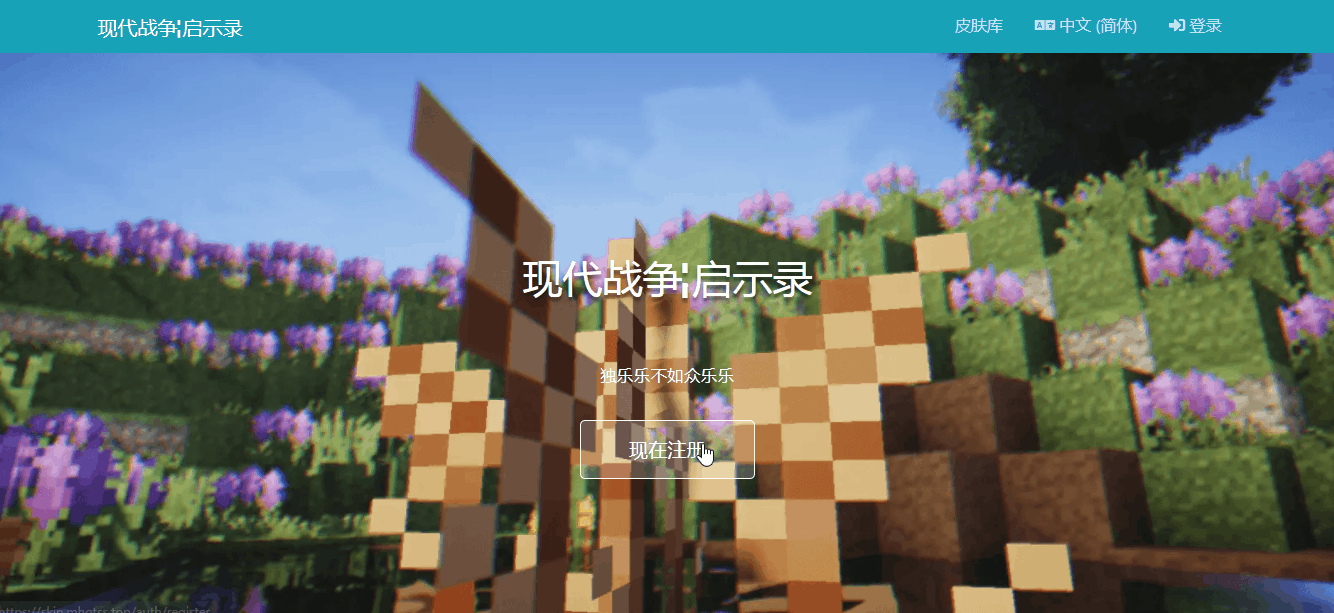 现代战争¦启示录
皮肤库
中文 (简体)
登录
现代战争¦启示录
独乐乐不如众乐乐
现在注册